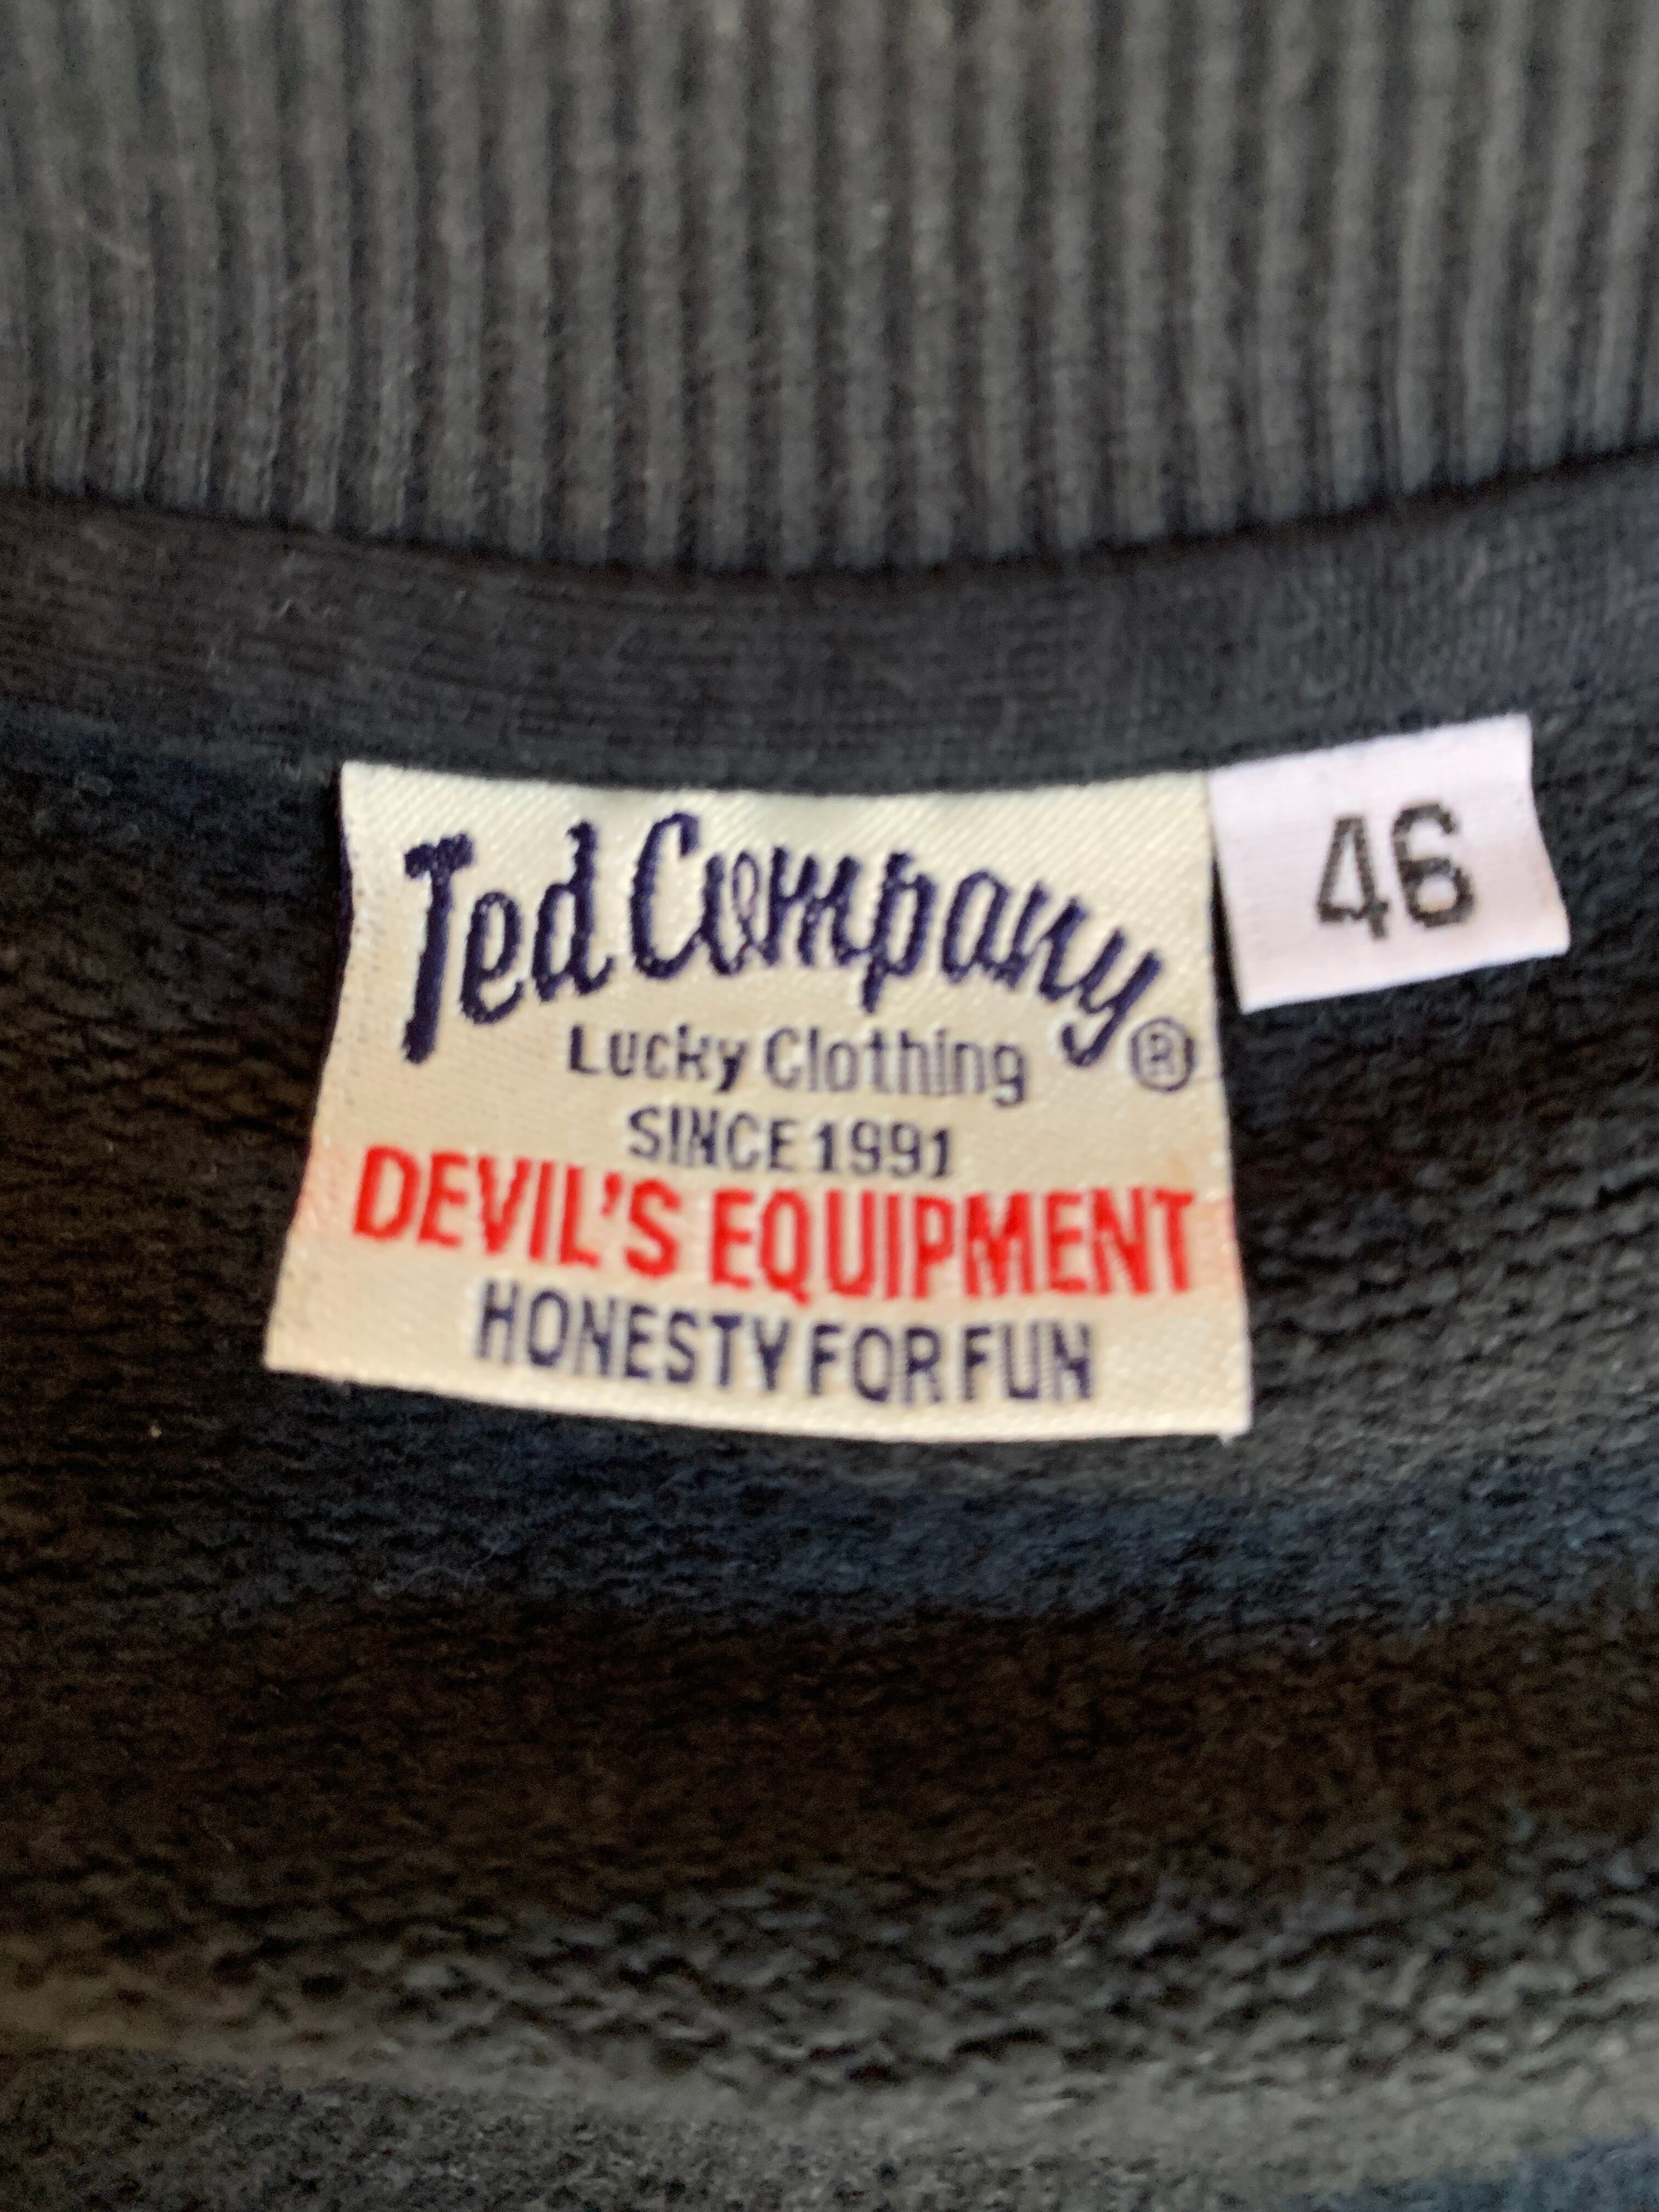 Ted Company®
46
Lucky Clothing
SINCE 1991
DEVIL'S EQUIPMENT
HONESTY FOR FUN